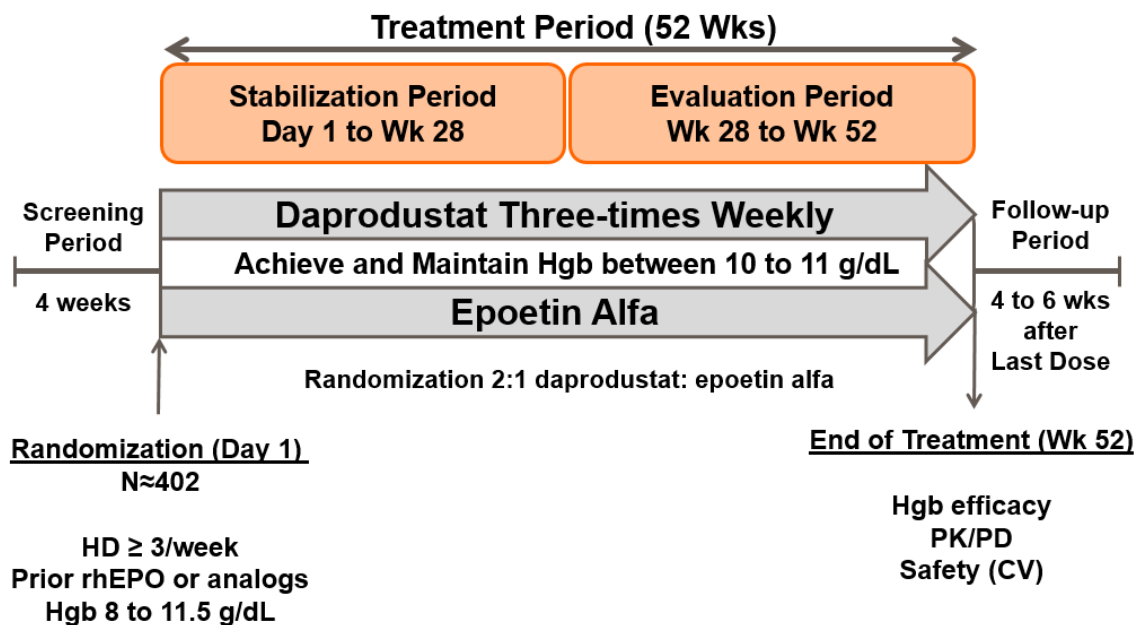 Treatment Period (52 Wks)
Stabilization Period
Day 1 to Wk 28
Evaluation Period
Wk 28 to Wk 52
Screening
Period
4 weeks
Daprodustat Three-times Weekly
Achieve and Maintain Hgb between 10 to 11 g/dL
Epoetin Alfa
Follow-up
Period
4 to 6 wks
after
Last Dose
Randomization 2:1 daprodustat: epoetin alfa
Randomization (Day 1)
N≈402
HD ≥ 3/week
Prior rhEPO or analogs
Hgb 8 to 11.5 g/dL
End of Treatment (Wk 52)
Hgb efficacy
PK/PD
Safety (CV)